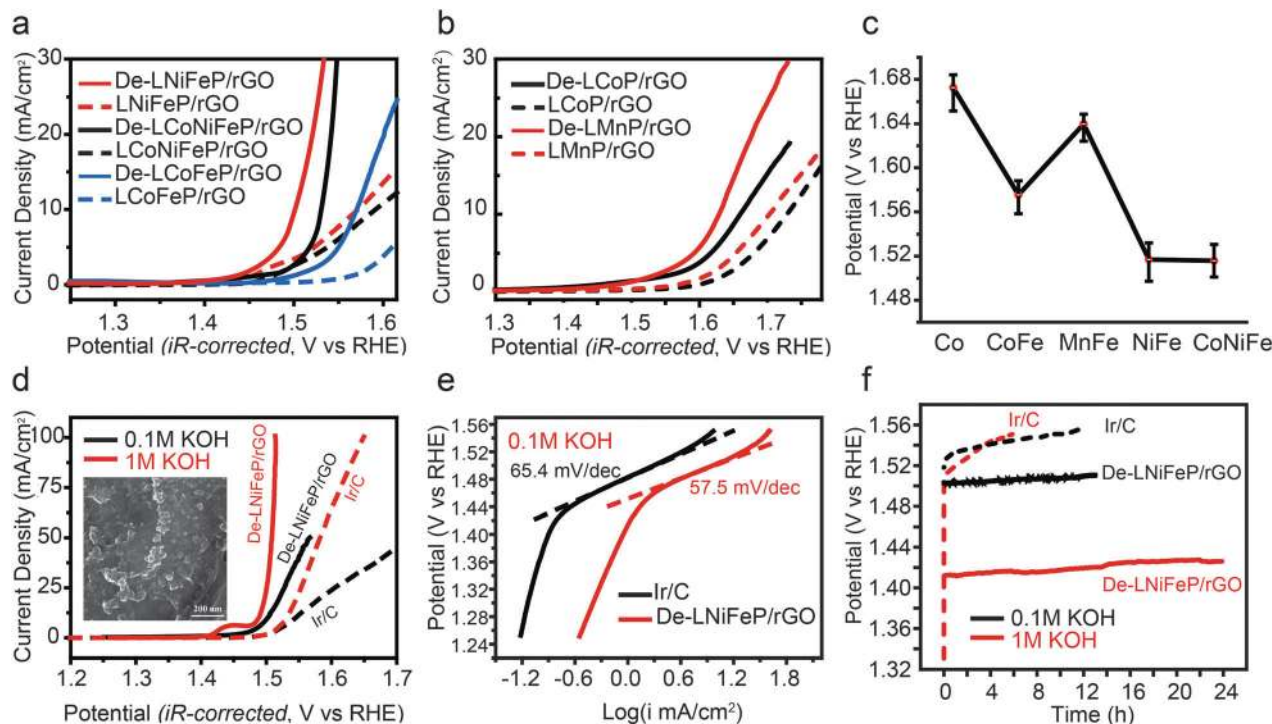 a
Current Density (mA/cm²)
30
20
10
0
De-LNiFeP/rGO
LNiFeP/rGO
De-LCoNiFeP/rGO
LCoNiFeP/rGO
De-LCoFeP/rGO
LCoFeP/rGO
1.3 1.4 1.5 1.6
Potential (iR-corrected, V vs RHE)
b
Current Density (mA/cm²)
30
20
10
0
De-LCoP/rGO
LCoP/rGO
De-LMnP/rGO
LMnP/rGO
1.3 1.4 1.5 1.6 1.7
Potential (iR-corrected, V vs RHE)
c
Potential (V vs RHE)
1.68
1.64
1.60
1.56
1.52
1.48
Co CoFe MnFe NiFe CoNiFe
d
Current Density (mA/cm²)
100
75
50
25
0
0.1M KOH
1M KOH
200 nm
De-LNiFeP/rGO
De-LNiFeP/rGO
Ir/C
Ir/C
1.2 1.3 1.4 1.5 1.6 1.7
Potential (iR-corrected, V vs RHE)
e
Potential (V vs RHE)
1.56
1.52
1.48
1.44
1.40
1.36
1.32
1.28
1.24
0.1M KOH
65.4 mV/dec
57.5 mV/dec
Ir/C
De-LNiFeP/rGO
-1.2 -0.6 0.0 0.6 1.2 1.8
Log(i mA/cm²)
f
Potential (V vs RHE)
1.56
1.52
1.48
1.44
1.40
1.36
1.32
Ir/C
Ir/C
De-LNiFeP/rGO
De-LNiFeP/rGO
0.1M KOH
1M KOH
0 4 8 12 16 20 24
Time (h)